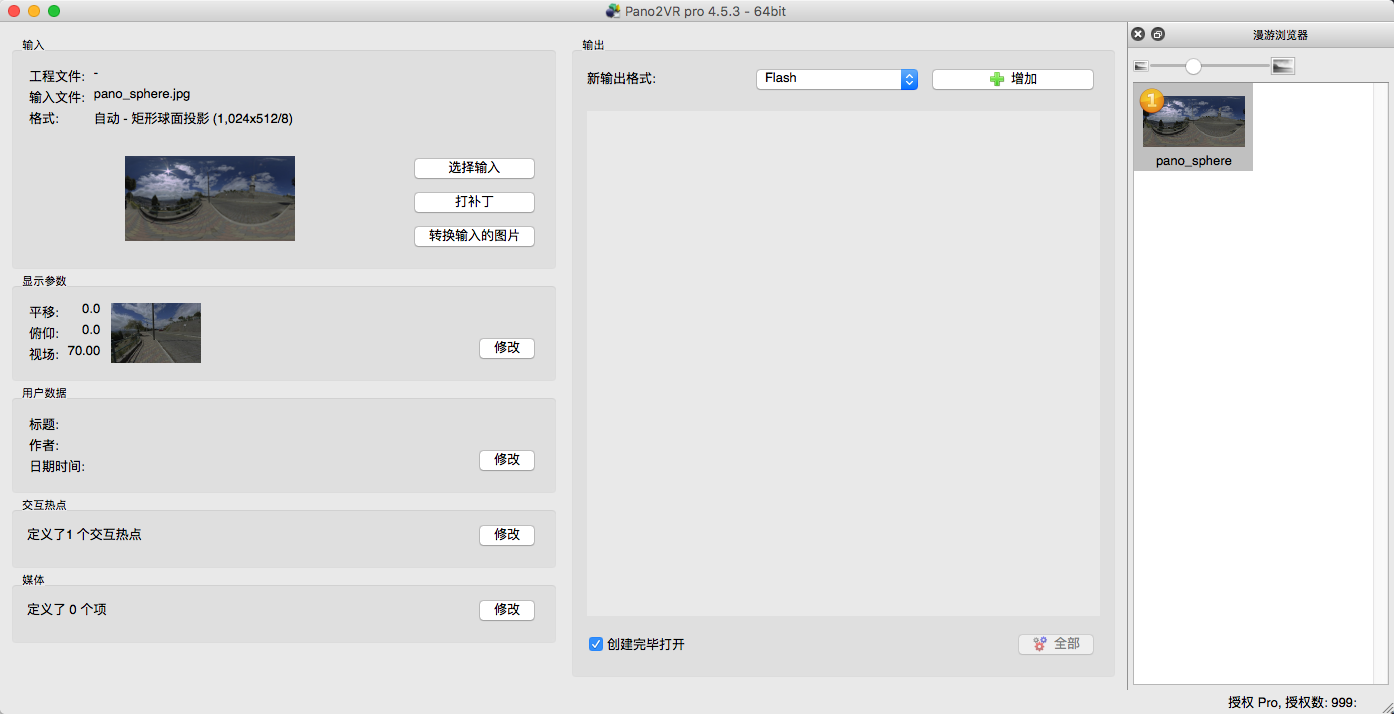 Pano2VR pro 4.5.3 - 64bit
输入
工程文件: -
输入文件: pano_sphere.jpg
格式: 自动 - 矩形球面投影 (1,024x512/8)
选择输入
打补丁
转换输入的图片
显示参数
平移: 0.0
俯仰: 0.0
视场: 70.00
修改
用户数据
标题:
作者:
日期时间:
修改
交互热点
定义了1 个交互热点
修改
媒体
定义了 0 个项
修改
输出
新输出格式: Flash 增加
创建完毕打开
全部
漫游浏览器
1
pano_sphere
授权 Pro, 授权数: 999: